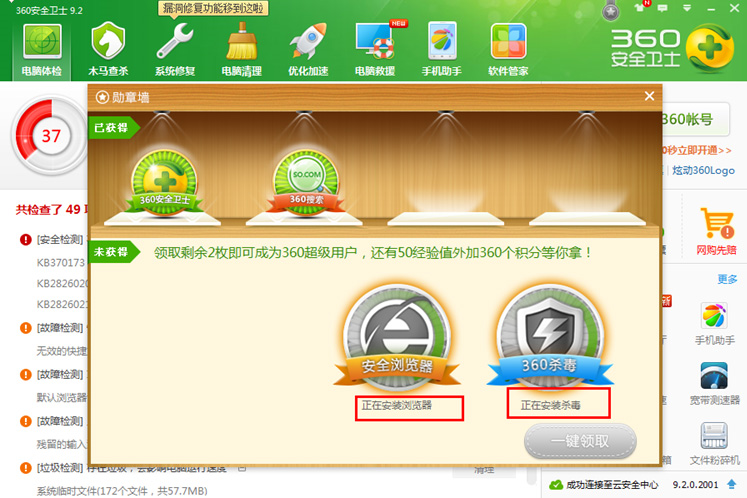 360安全卫士 9.2
漏洞修复功能移到这啦
NEW
N
电脑体检
木马查杀
系统修复
电脑清理
优化加速
电脑救援
手机助手
软件管家
360
安全卫士
勋章墙
37
已获得
360帐号
秒立即开通>>
炫动360Logo
360安全卫士
SO.COM
360搜索
共检查了 49
未获得
领取剩余2枚即可成为360超级用户，还有50经验值外加360个积分等你拿！
[安全检测]
KB370173
KB2826020
KB2826021
网购先赔
更多
[故障检测]
无效的快捷
[故障检测]
默认浏览器
[故障检测]
残留的输入
安全浏览器
360杀毒
正在安装浏览器
正在安装杀毒
手机助手
宽带测速器
一键领取
文件粉碎机
[垃圾检测] 存在垃圾，会影响电脑运行速度
清理
系统临时文件(172个文件，共57.7MB)
成功连接至云安全中心
9.2.0.2001